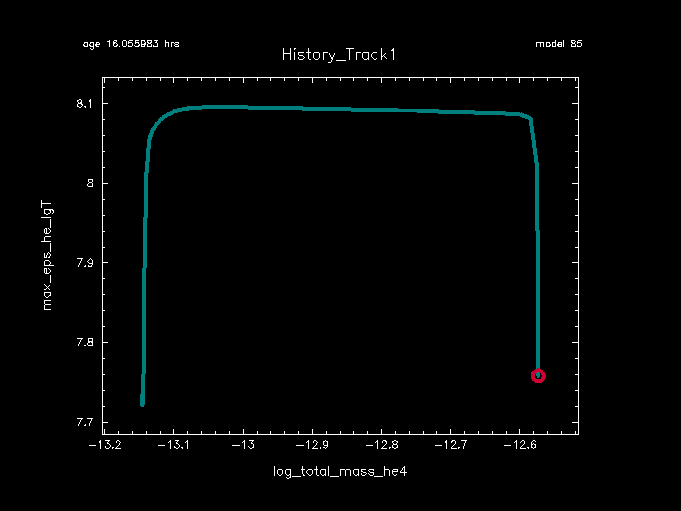 age 16.055983 hrs
model 85
History_Track1
8.1
8
7.9
7.8
7.7
max_eps_he_lgT
-13.2 -13.1 -13 -12.9 -12.8 -12.7 -12.6
log_total_mass_he4